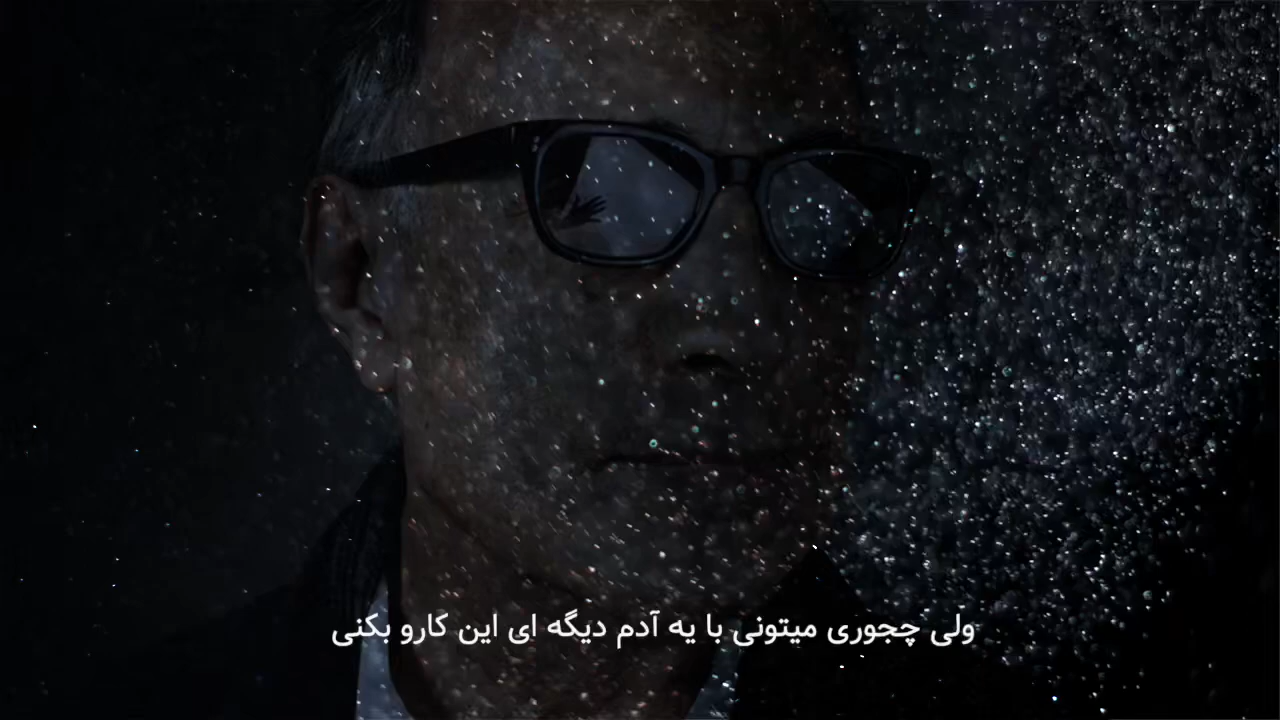 ولی چجوری میتونی با یه آدم دیگه ای این کارو بکنی